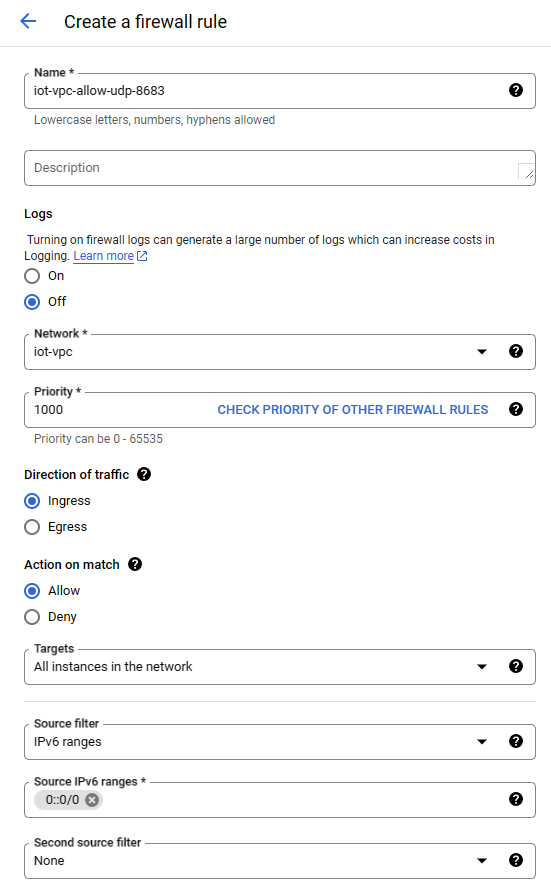 Create a firewall rule
Name *
iot-vpc-allow-udp-8683
Lowercase letters, numbers, hyphens allowed
Description
Logs
Turning on firewall logs can generate a large number of logs which can increase costs in
Logging. Learn more
On
Off
Network *
iot-vpc
Priority *
1000 CHECK PRIORITY OF OTHER FIREWALL RULES
Priority can be 0 - 65535
Direction of traffic
Ingress
Egress
Action on match
Allow
Deny
Targets
All instances in the network
Source filter
IPv6 ranges
Source IPv6 ranges *
0::0/0
Second source filter
None